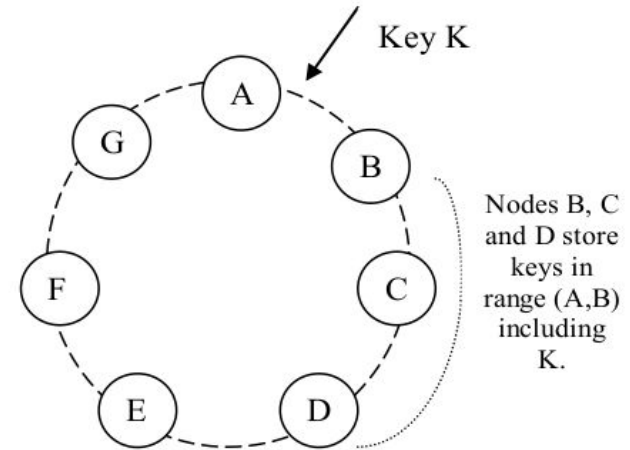 Key K
A
G
B
Nodes B, C
and D store
keys in
range (A,B)
including
K.
F
C
E
D